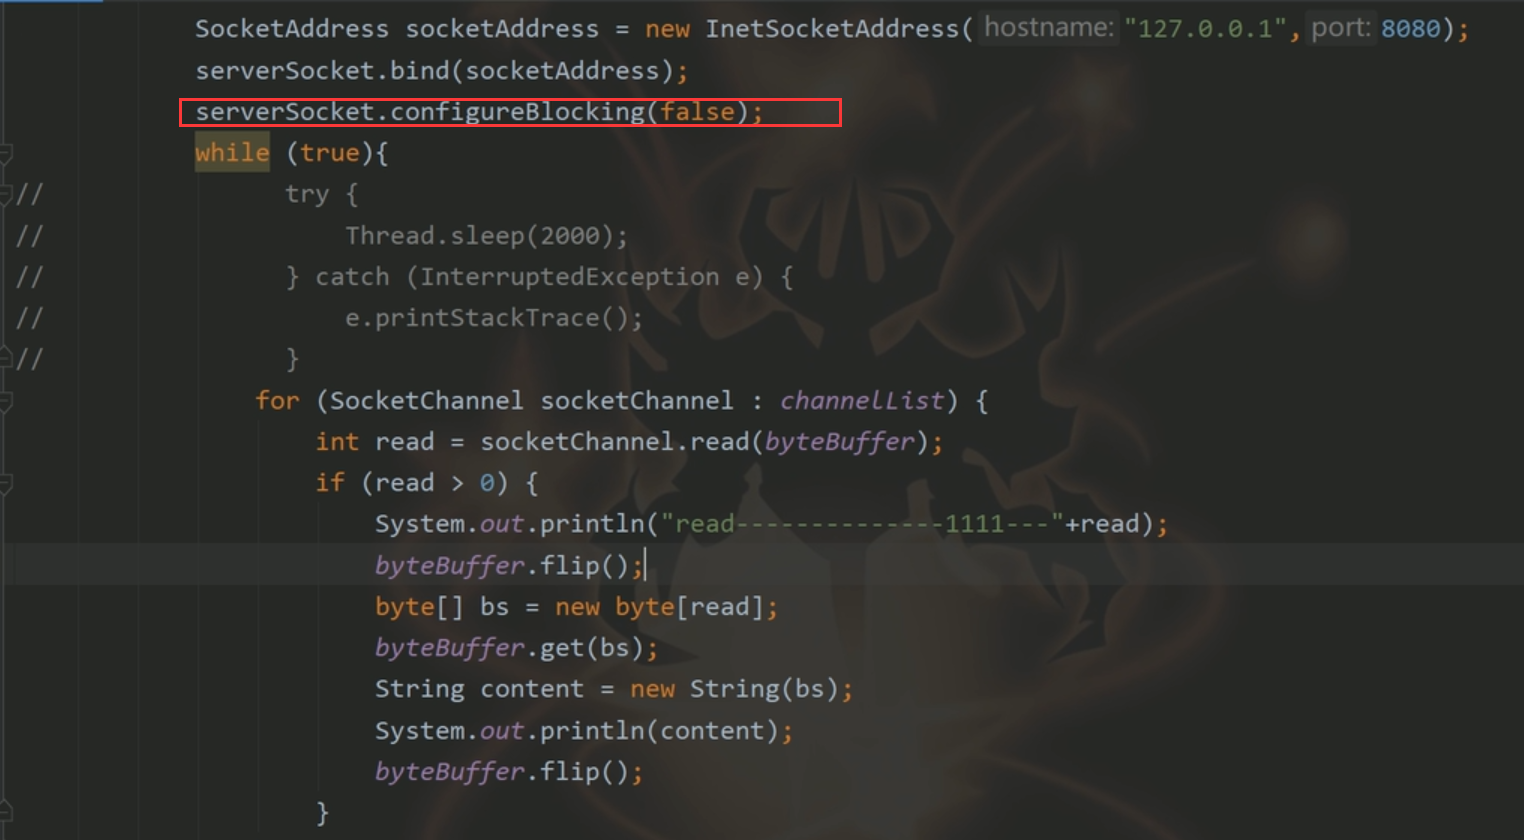 SocketAddress socketAddress = new InetSocketAddress( hostname: "127.0.0.1", port: 8080);
serverSocket.bind(socketAddress);
serverSocket.configureBlocking(false);
while (true){
// try {
// Thread.sleep(2000);
// } catch (InterruptedException e) {
// e.printStackTrace();
// }
for (SocketChannel socketChannel : channelList) {
int read = socketChannel.read(byteBuffer);
if (read > 0) {
System.out.println("read--------------1111---"+read);
byteBuffer.flip();
byte[] bs = new byte[read];
byteBuffer.get(bs);
String content = new String(bs);
System.out.println(content);
byteBuffer.flip();
}